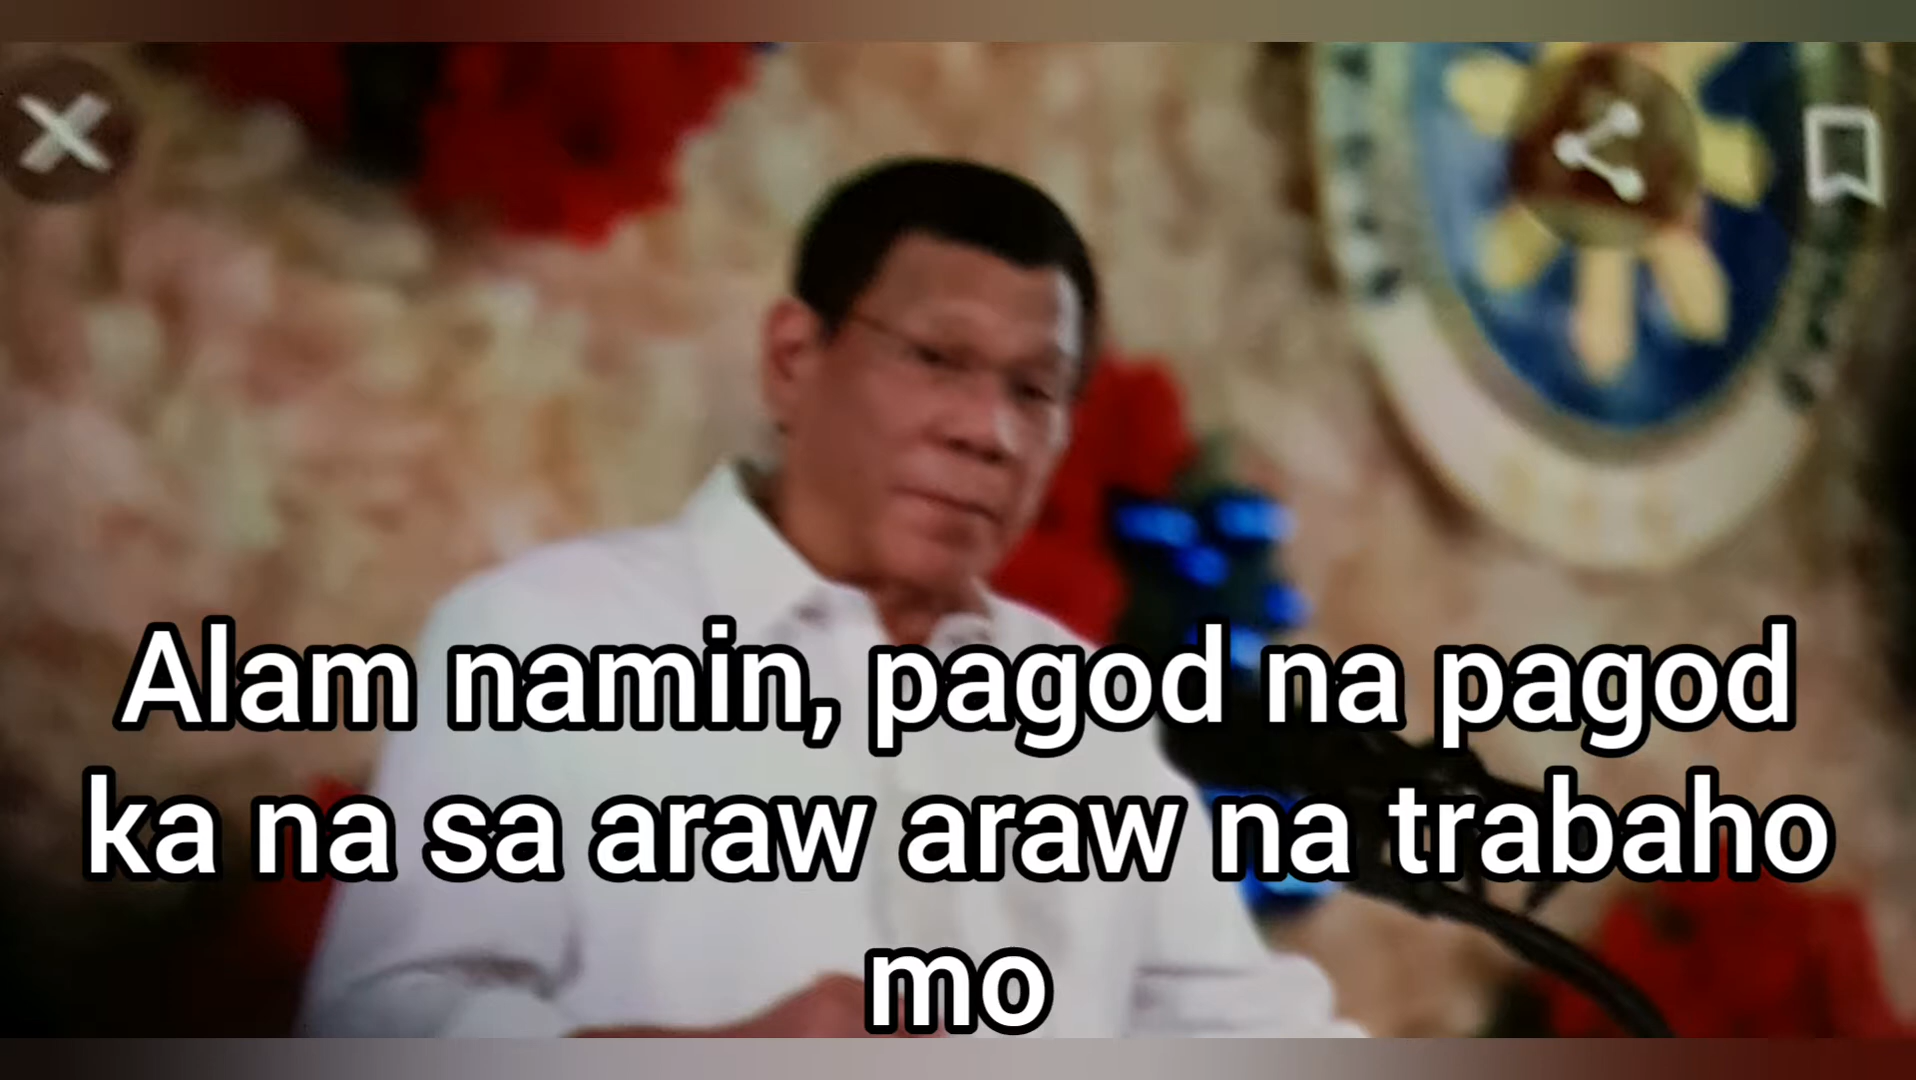 Alam namin, pagod na pagod
ka na sa araw araw na trabaho
mo